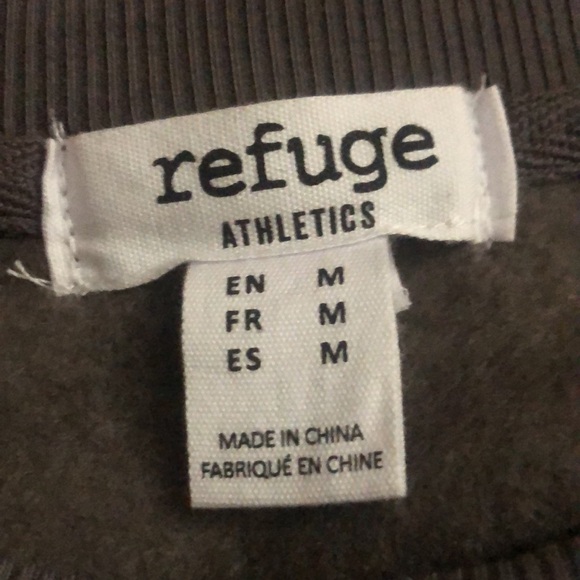 refuge
ATHLETICS
EN M
FR M
ES M
MADE IN CHINA
FABRIQUÉ EN CHINE